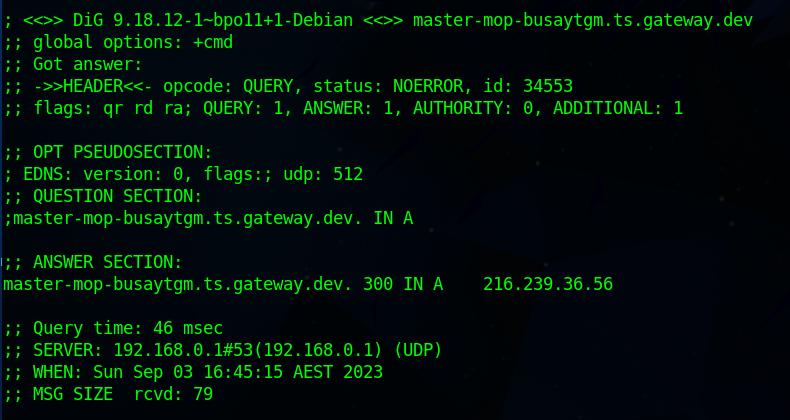 ; <<>> DiG 9.18.12-1~bpo11+1-Debian <<>> master-mop-busaytgm.ts.gateway.dev
;; global options: +cmd
;; Got answer:
;; ->>HEADER<<- opcode: QUERY, status: NOERROR, id: 34553
;; flags: qr rd ra; QUERY: 1, ANSWER: 1, AUTHORITY: 0, ADDITIONAL: 1

;; OPT PSEUDOSECTION:
; EDNS: version: 0, flags:; udp: 512
;; QUESTION SECTION:
;master-mop-busaytgm.ts.gateway.dev. IN A

;; ANSWER SECTION:
master-mop-busaytgm.ts.gateway.dev. 300 IN A    216.239.36.56

;; Query time: 46 msec
;; SERVER: 192.168.0.1#53(192.168.0.1) (UDP)
;; WHEN: Sun Sep 03 16:45:15 AEST 2023
;; MSG SIZE  rcvd: 79